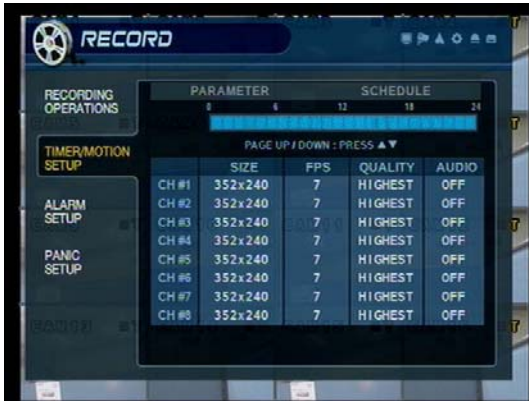 RECORD
RECORDING
OPERATIONS
TIMER/MOTION
SETUP
ALARM
SETUP
PANIC
SETUP
PARAMETER SCHEDULE
0 6 12 18 24
PAGE UP / DOWN : PRESS ▲▼
SIZE FPS QUALITY AUDIO
CH #1 352x240 7 HIGHEST OFF
CH #2 352x240 7 HIGHEST OFF
CH #3 352x240 7 HIGHEST OFF
CH #4 352x240 7 HIGHEST OFF
CH #5 352x240 7 HIGHEST OFF
CH #6 352x240 7 HIGHEST OFF
CH #7 352x240 7 HIGHEST OFF
CH #8 352x240 7 HIGHEST OFF